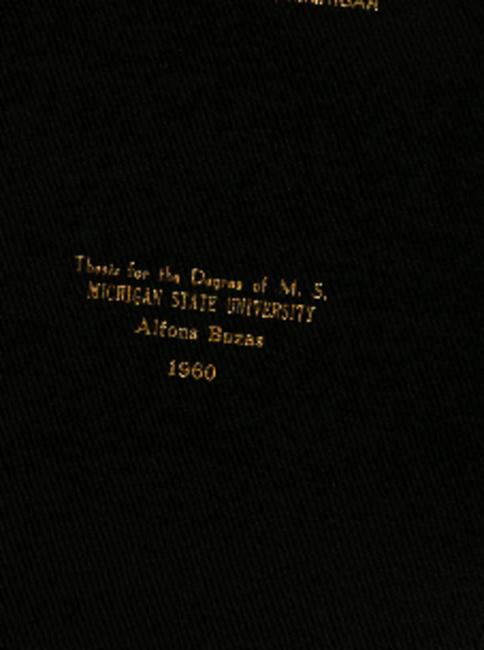 Thesis for the Degree of M. S.
MICHIGAN STATE UNIVERSITY
Alfons Buzas
1960